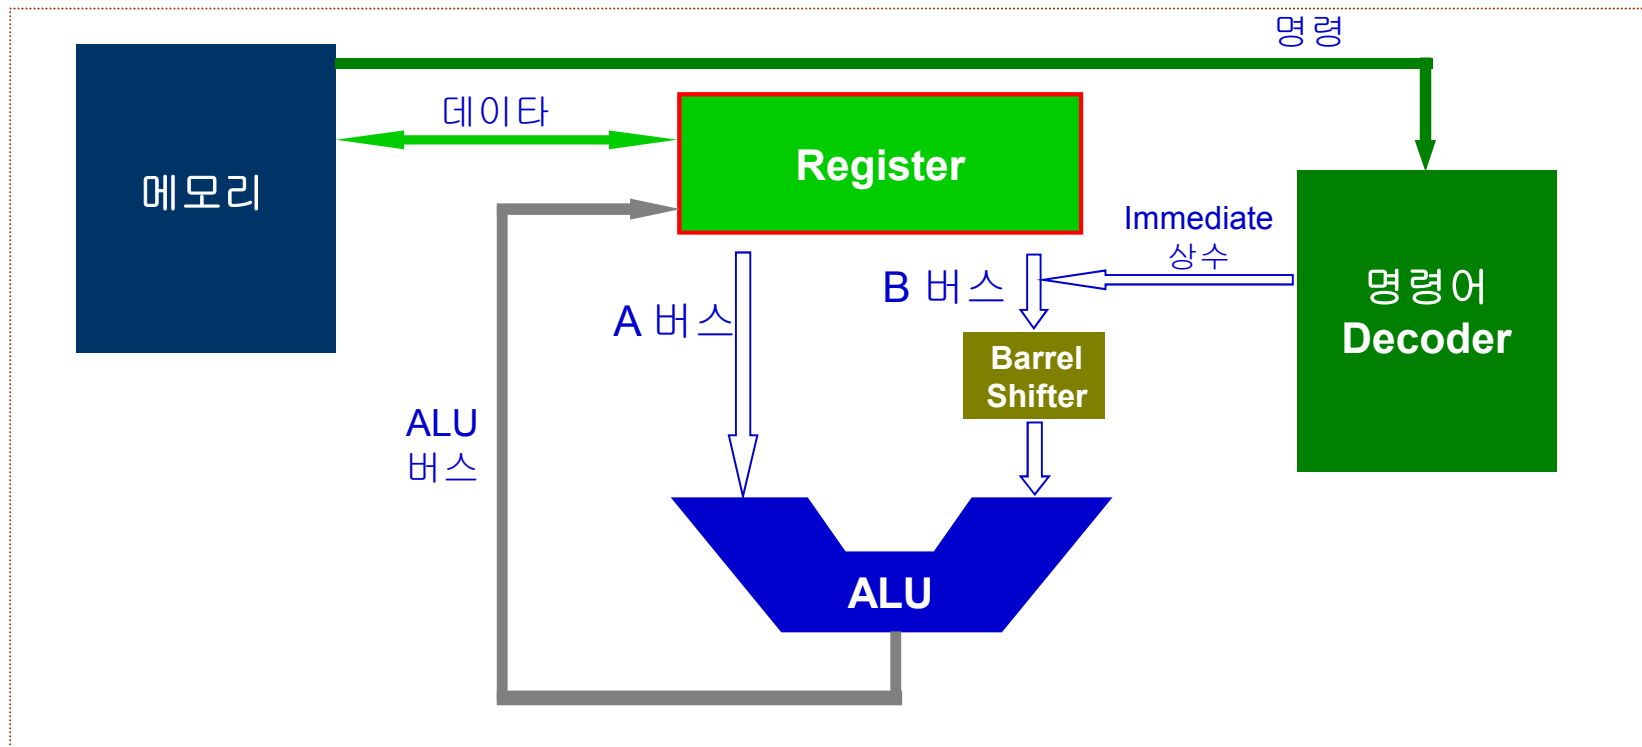 명령
데이타
Register
메모리
Immediate
상수
B 버스
명령어
Decoder
A 버스
Barrel
Shifter
ALU
버스
ALU